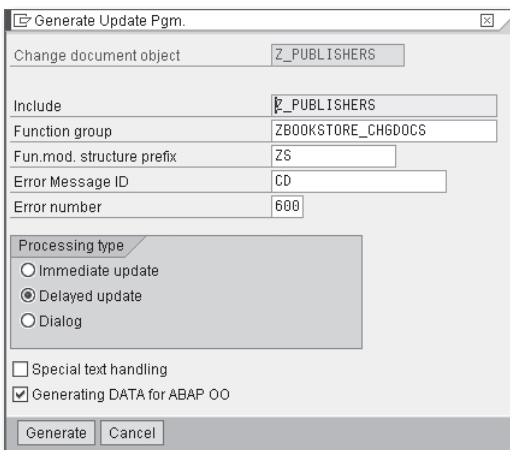 Generate Update Pgm.
Change document object Z_PUBLISHERS
Include Z_PUBLISHERS
Function group ZBOOKSTORE_CHGDOCS
Fun.mod. structure prefix ZS
Error Message ID CD
Error number 600
Processing type
Immediate update
Delayed update
Dialog
Special text handling
Generating DATA for ABAP OO
Generate Cancel